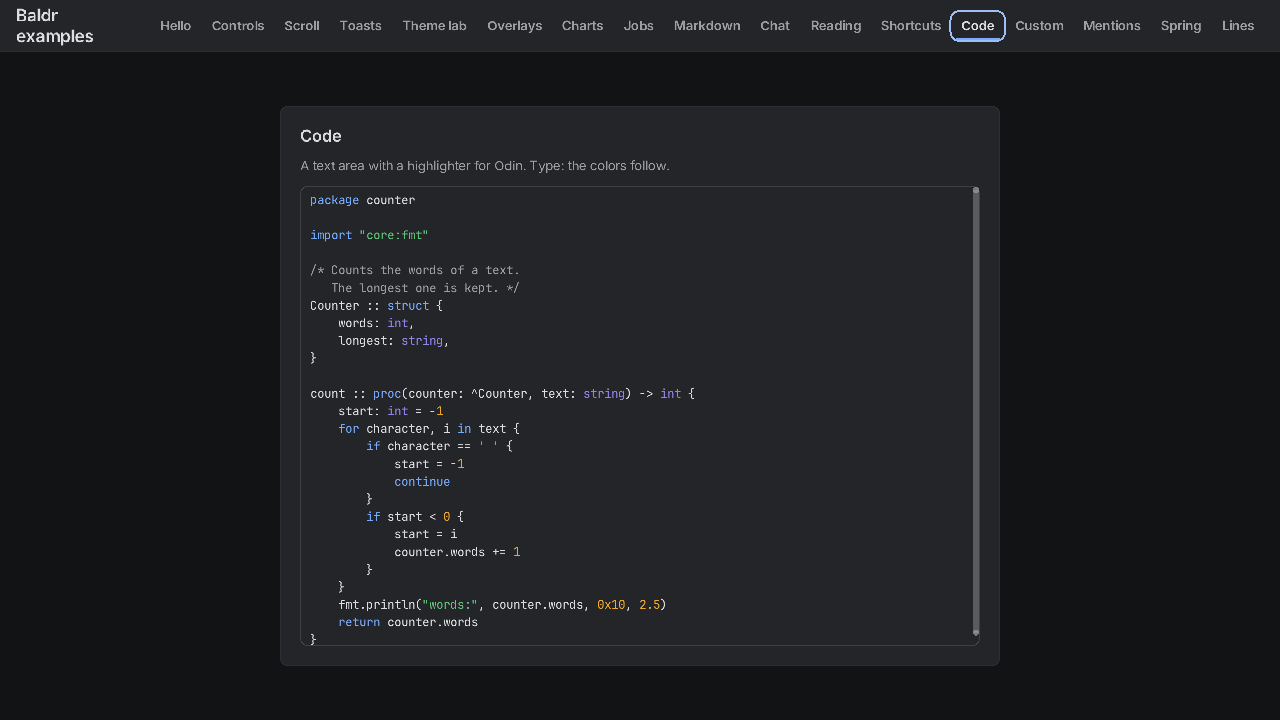 Baldr examples
Hello Controls Scroll Toasts Theme lab Overlays Charts Jobs Markdown Chat Reading Shortcuts Code Custom Mentions Spring Lines
Code
A text area with a highlighter for Odin. Type: the colors follow.
package counter

import "core:fmt"

/* Counts the words of a text.
   The longest one is kept. */
Counter :: struct {
    words: int,
    longest: string,
}

count :: proc(counter: ^Counter, text: string) -> int {
    start: int = -1
    for character, i in text {
        if character == ' ' {
            start = -1
            continue
        }
        if start < 0 {
            start = i
            counter.words += 1
        }
    }
    fmt.println("words:", counter.words, 0x10, 2.5)
    return counter.words
}